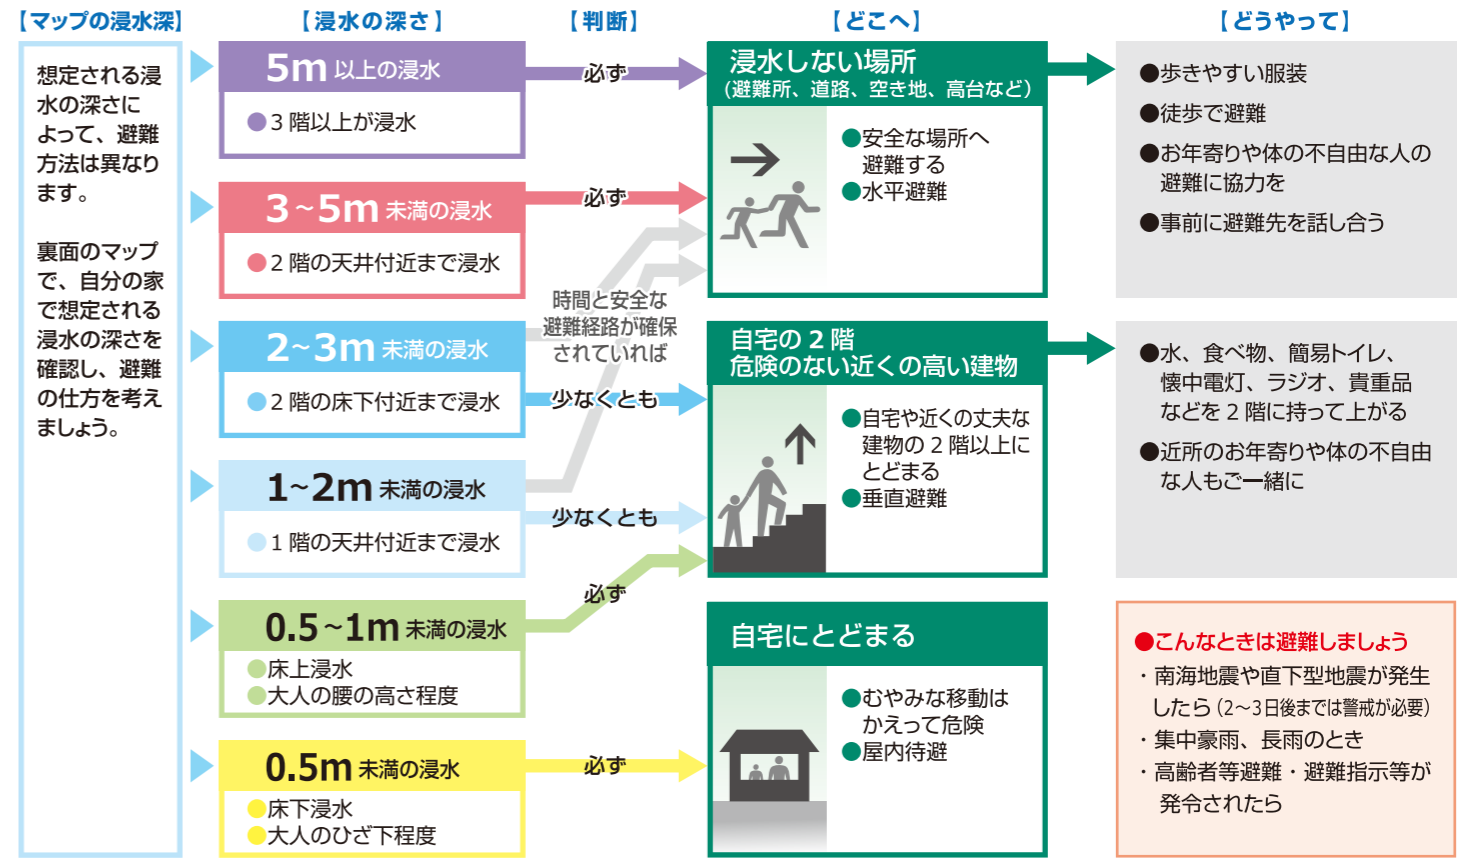 【マップの浸水深】
【浸水の深さ】
【判断】
【どこへ】
【どうやって】
想定される浸
水の深さに
よって、避難
方法は異なり
ます。
裏面のマップ
で、自分の家
で想定される
浸水の深さを
確認し、避難
の仕方を考え
ましょう。
5m以上の浸水
●3階以上が浸水
必ず
3～5m未満の浸水
●2階の天井付近まで浸水
必ず
2～3m未満の浸水
●2階の床下付近まで浸水
時間と安全な
避難経路が確保
されていれば
少なくとも
1～2m未満の浸水
●1階の天井付近まで浸水
少なくとも
0.5～1m未満の浸水
●床上浸水
●大人の腰の高さ程度
必ず
0.5m未満の浸水
●床下浸水
●大人のひざ下程度
必ず
浸水しない場所
（避難所、道路、空き地、高台など）
●安全な場所へ
避難する
●水平避難
自宅の2階
危険のない近くの高い建物
●自宅や近くの丈夫な
建物の2階以上に
とどまる
●垂直避難
自宅にとどまる
●むやみな移動は
かえって危険
●屋内待避
●歩きやすい服装
●徒歩で避難
●お年寄りや体の不自由な人の
避難に協力を
●事前に避難先を話し合う
●水、食べ物、簡易トイレ、
懐中電灯、ラジオ、貴重品
などを2階に持って上がる
●近所のお年寄りや体の不自由
な人もご一緒に
●こんなときは避難しましょう
・南海地震や直下型地震が発生
したら（2～3日後までは警戒が必要）
・集中豪雨、長雨のとき
・高齢者等避難・避難指示等が
発令されたら